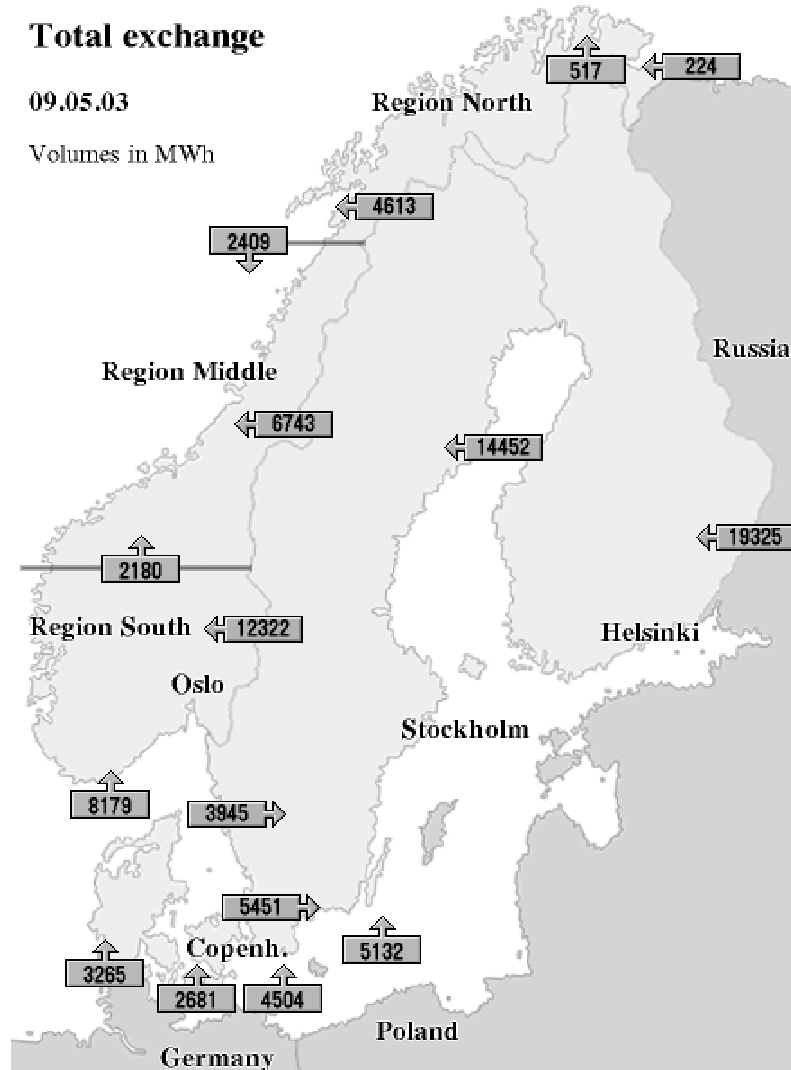 Total exchange
517
224
09.05.03
Region North
Volumes in MWh
4613
2409
Russia
Region Middle
6743
14452
19325
2180
Region South
12322
Helsinki
Oslo
Stockholm
8179
3945
5451
Copenh.
5132
3265
2681
4504
Poland
Germany